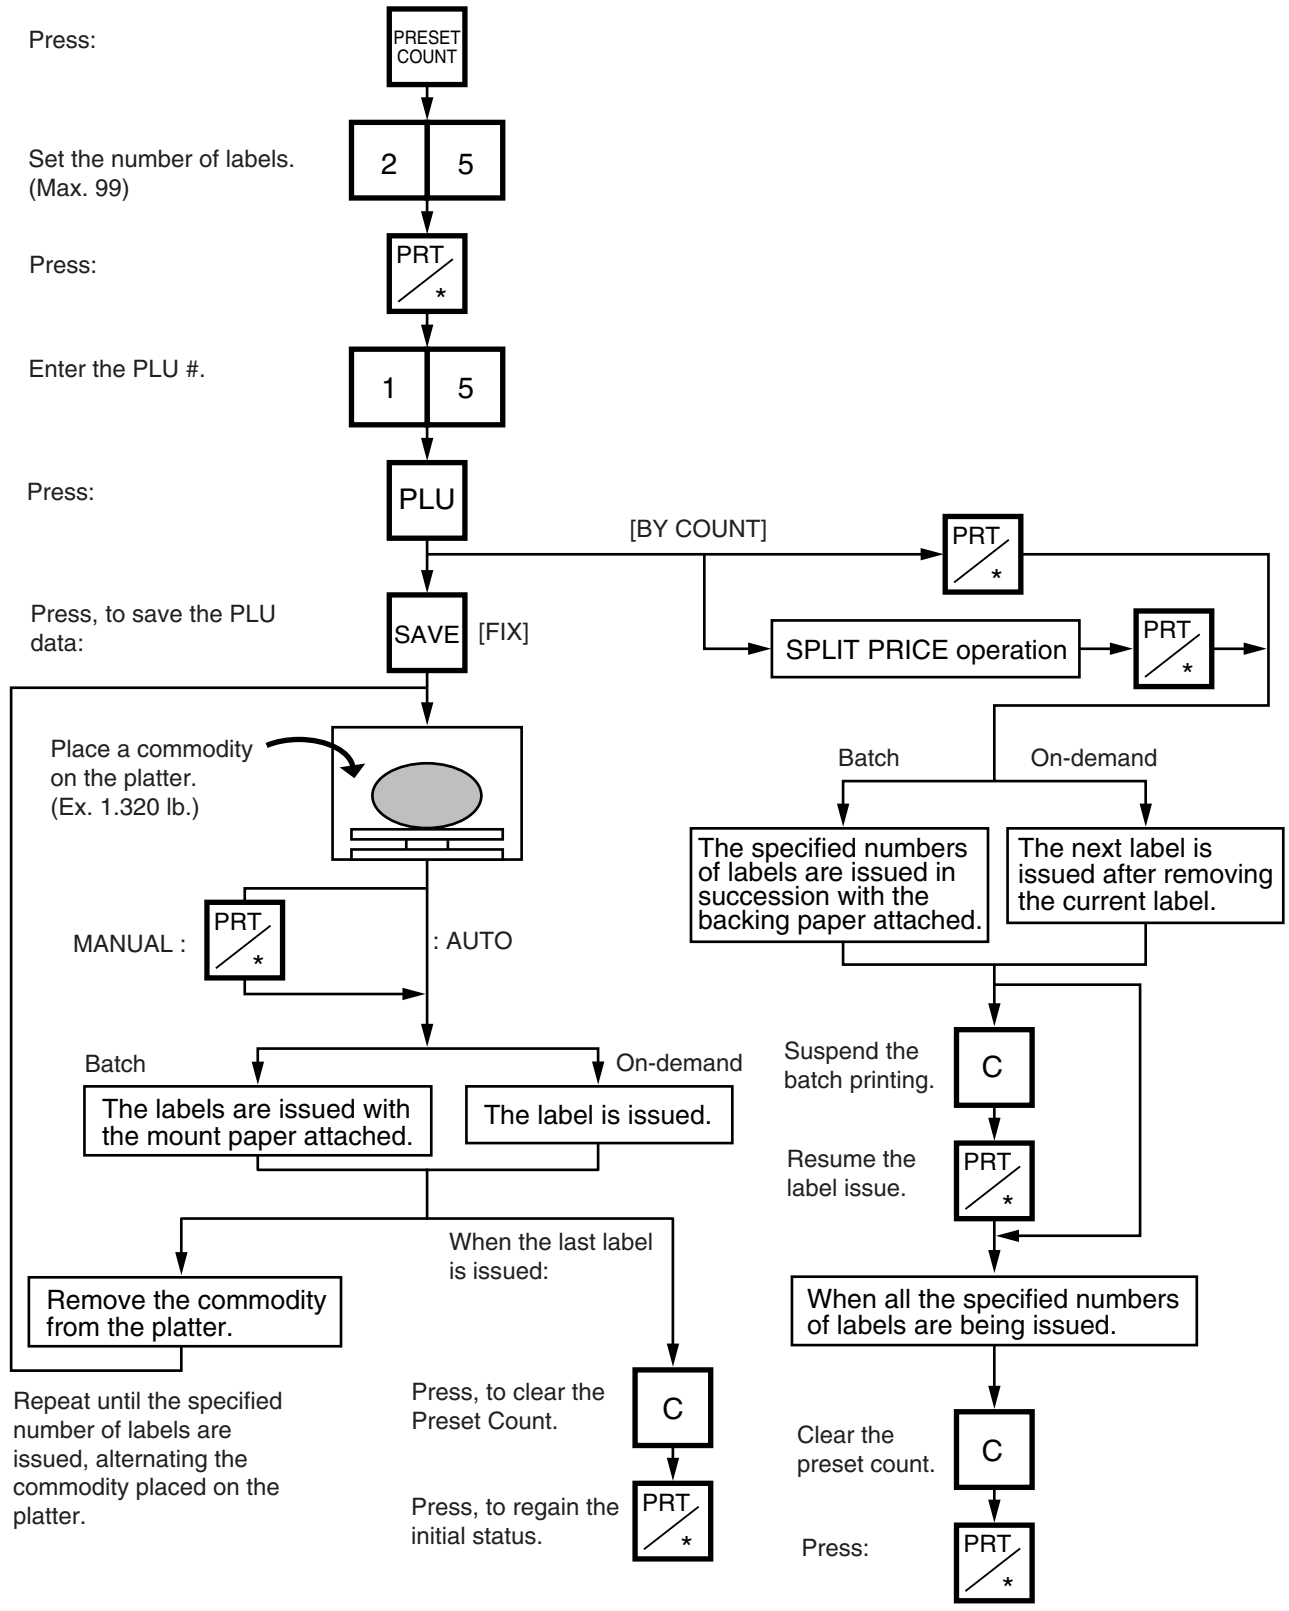 Press:
PRESET
COUNT
Set the number of labels.
(Max. 99)
2 5
Press:
PRT
*
Enter the PLU #.
1 5
Press:
PLU
[BY COUNT]
PRT
*
Press, to save the PLU
data:
SAVE
[FIX]
SPLIT PRICE operation
PRT
*
Place a commodity
on the platter.
(Ex. 1.320 lb.)
MANUAL :
PRT
*
: AUTO
Batch
The labels are issued with
the mount paper attached.
On-demand
The label is issued.
Remove the commodity
from the platter.
Repeat until the specified
number of labels are
issued, alternating the
commodity placed on the
platter.
When the last label
is issued:
Press, to clear the
Preset Count.
C
Press, to regain the
initial status.
PRT
*
Batch
The specified numbers
of labels are issued in
succession with the
backing paper attached.
On-demand
The next label is
issued after removing
the current label.
Suspend the
batch printing.
C
Resume the
label issue.
PRT
*
When all the specified numbers
of labels are being issued.
Clear the
preset count.
C
Press:
PRT
*